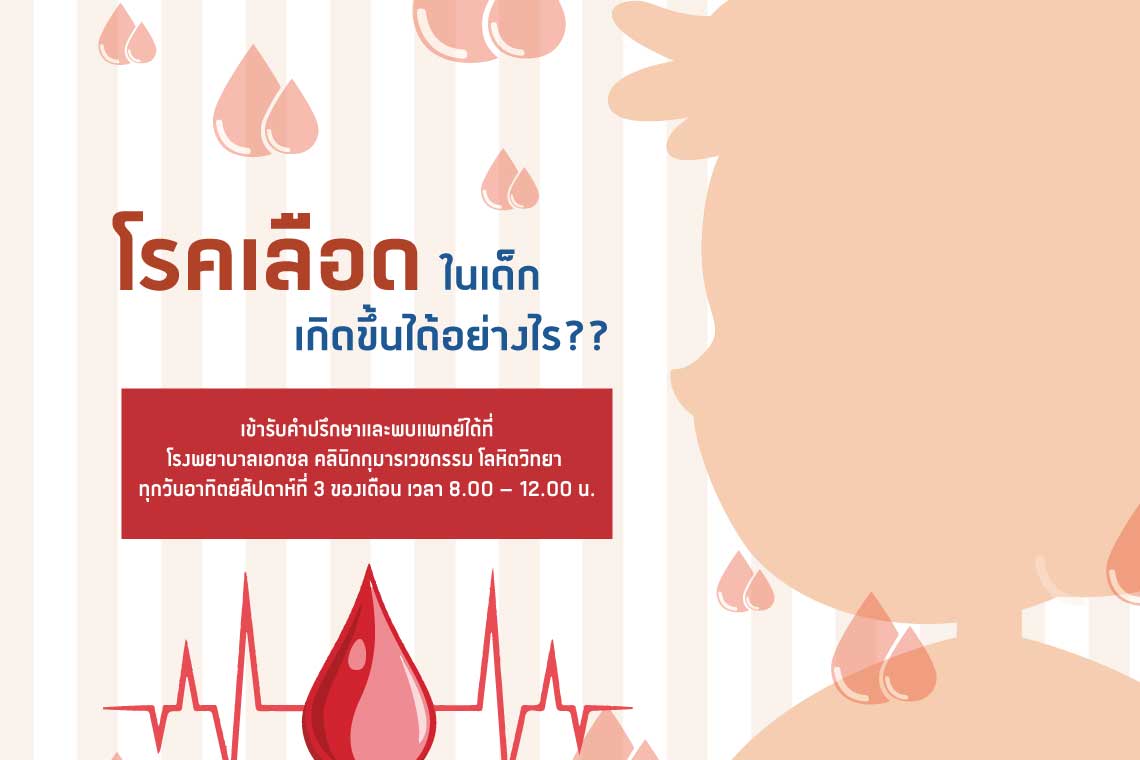 โรคเลือด ในเด็ก
เกิดขึ้นได้อย่างไร??
เข้ารับคำปรึกษาและพบแพทย์ได้ที่
โรงพยาบาลเอกชล คลินิกกุมารเวชกรรม โลหิตวิทยา
ทุกวันอาทิตย์สัปดาห์ที่ 3 ของเดือน เวลา 8.00 – 12.00 น.